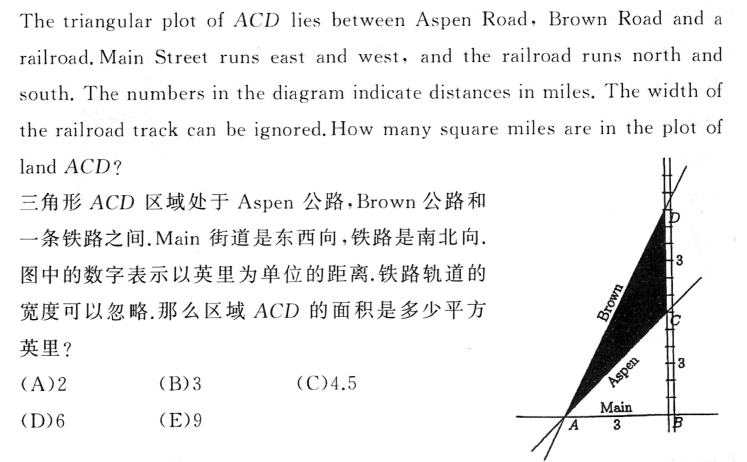 The triangular plot of ACD lies between Aspen Road, Brown Road and a
railroad. Main Street runs east and west, and the railroad runs north and
south. The numbers in the diagram indicate distances in miles. The width of
the railroad track can be ignored. How many square miles are in the plot of
land ACD?
三角形 ACD 区域处于 Aspen 公路,Brown 公路和
一条铁路之间.Main 街道是东西向,铁路是南北向.
图中的数字表示以英里为单位的距离.铁路轨道的
宽度可以忽略.那么区域 ACD 的面积是多少平方
英里?
(A)2 (B)3 (C)4.5
(D)6 (E)9
D
3
Brown
C
Aspen
3
Main
A 3 B